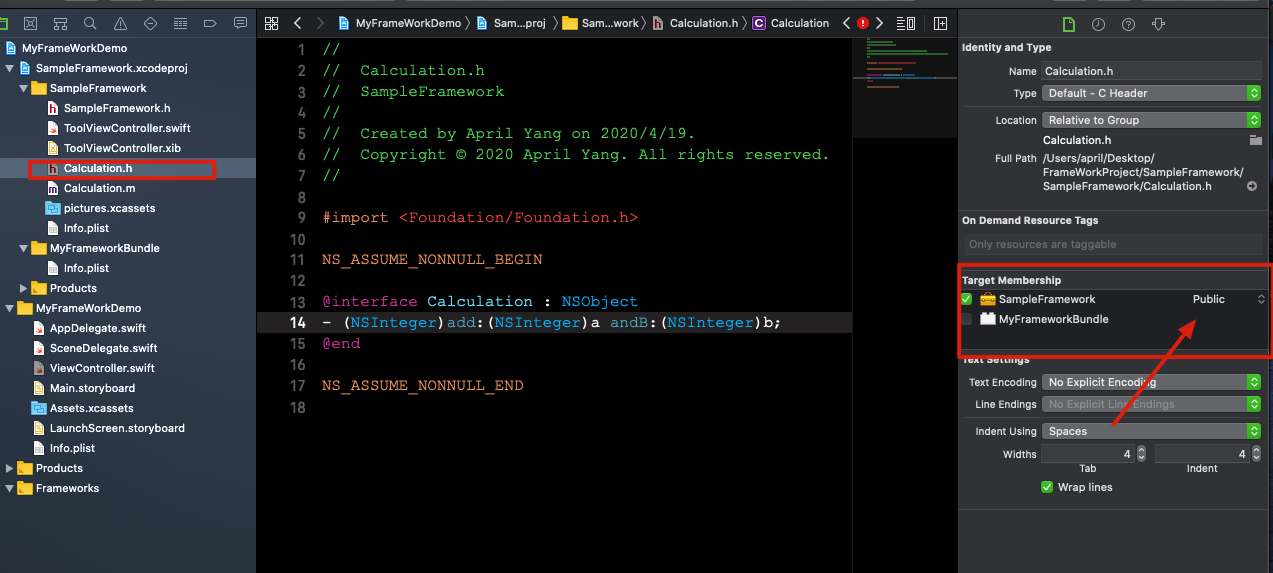 MyFrameWorkDemo
SampleFramework.xcodeproj
SampleFramework
SampleFramework.h
ToolViewController.swift
ToolViewController.xib
Calculation.h
Calculation.m
pictures.xcassets
Info.plist
MyFrameworkBundle
Info.plist
Products
MyFrameWorkDemo
AppDelegate.swift
SceneDelegate.swift
ViewController.swift
Main.storyboard
Assets.xcassets
LaunchScreen.storyboard
Info.plist
Products
Frameworks
MyFrameWorkDemo Sam...proj Sam...work Calculation.h Calculation
1 //
2 //  Calculation.h
3 //  SampleFramework
4 //
5 //  Created by April Yang on 2020/4/19.
6 //  Copyright © 2020 April Yang. All rights reserved.
7 //
8
9 #import <Foundation/Foundation.h>
10
11 NS_ASSUME_NONNULL_BEGIN
12
13 @interface Calculation : NSObject
14 - (NSInteger)add:(NSInteger)a andB:(NSInteger)b;
15 @end
16
17 NS_ASSUME_NONNULL_END
18
Identity and Type
Name Calculation.h
Type Default - C Header
Location Relative to Group
Calculation.h
Full Path /Users/april/Desktop/
FrameWorkProject/SampleFramework/
SampleFramework/Calculation.h
On Demand Resource Tags
Only resources are taggable
Target Membership
SampleFramework Public
MyFrameworkBundle
Text Settings
Text Encoding No Explicit Encoding
Line Endings No Explicit Line Endings
Indent Using Spaces
Widths 4 4
Tab Indent
Wrap lines